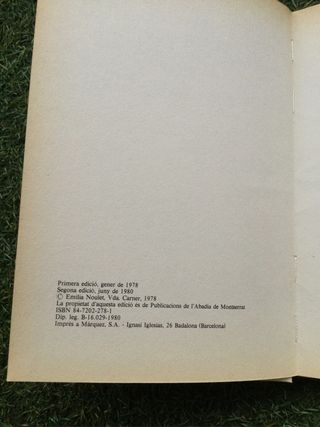 Primera edició, gener de 1978
Segona edició, juny de 1980
© Emilia Noulet, Vda. Carner, 1978
La propietat d'aquesta edició és de Publicacions de l'Abadia de Montserrat
ISBN 84-7202-278-1
Dip. leg. B-16.029-1980
Imprès a Márquez, S.A. - Ignasi Iglesias, 26 Badalona (Barcelona)